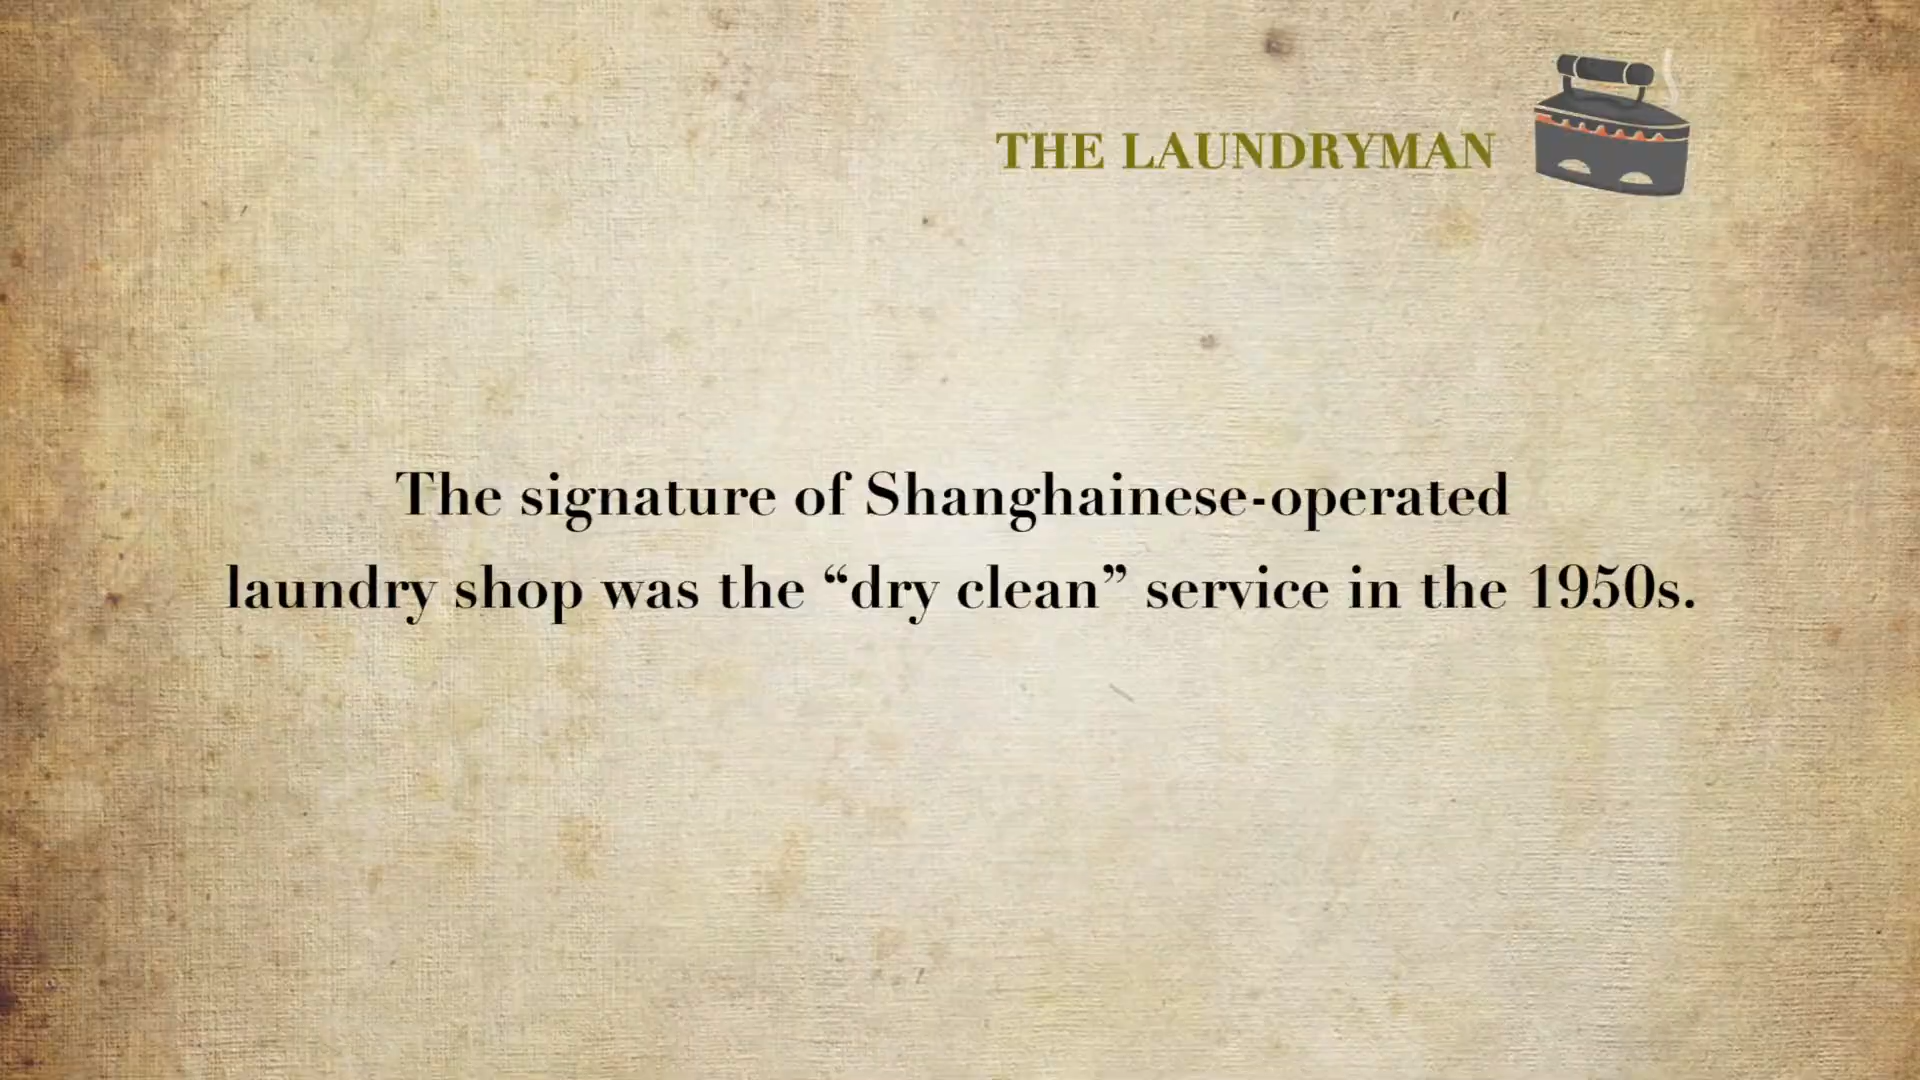 THE LAUNDRYMAN
The signature of Shanghainese-operated
laundry shop was the “dry clean” service in the 1950s.